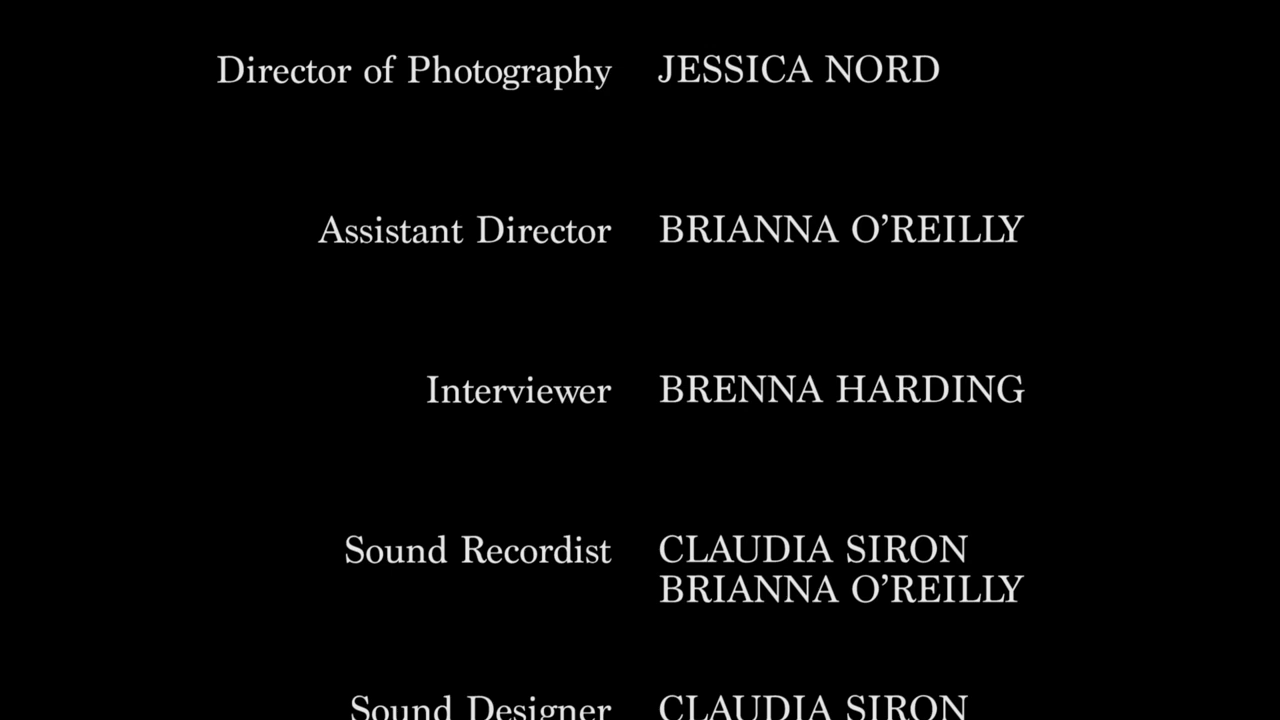 Director of Photography JESSICA NORD
Assistant Director BRIANNA O’REILLY
Interviewer BRENNA HARDING
Sound Recordist CLAUDIA SIRON
BRIANNA O’REILLY
Sound Designer CLAUDIA SIRON